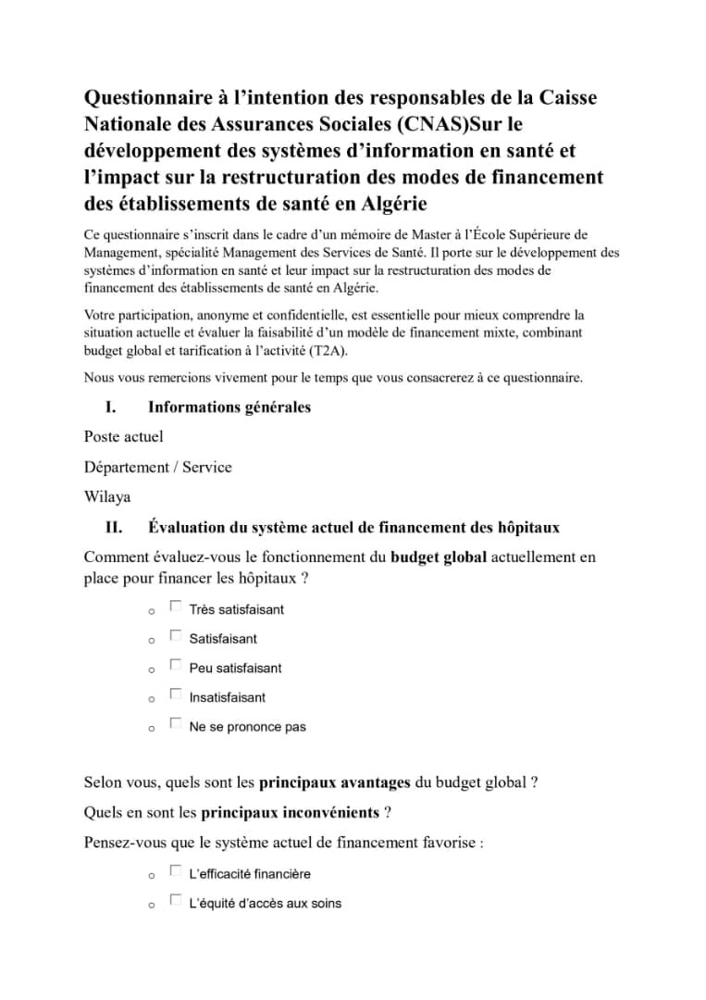 Questionnaire à l’intention des responsables de la Caisse
Nationale des Assurances Sociales (CNAS)Sur le
développement des systèmes d’information en santé et
l’impact sur la restructuration des modes de financement
des établissements de santé en Algérie
Ce questionnaire s’inscrit dans le cadre d’un mémoire de Master à l’École Supérieure de
Management, spécialité Management des Services de Santé. Il porte sur le développement des
systèmes d’information en santé et leur impact sur la restructuration des modes de
financement des établissements de santé en Algérie.
Votre participation, anonyme et confidentielle, est essentielle pour mieux comprendre la
situation actuelle et évaluer la faisabilité d’un modèle de financement mixte, combinant
budget global et tarification à l’activité (T2A).
Nous vous remercions vivement pour le temps que vous consacrerez à ce questionnaire.
I. Informations générales
Poste actuel
Département / Service
Wilaya
II. Évaluation du système actuel de financement des hôpitaux
Comment évaluez-vous le fonctionnement du budget global actuellement en
place pour financer les hôpitaux ?
Très satisfaisant
Satisfaisant
Peu satisfaisant
Insatisfaisant
Ne se prononce pas
Selon vous, quels sont les principaux avantages du budget global ?
Quels en sont les principaux inconvénients ?
Pensez-vous que le système actuel de financement favorise :
L’efficacité financière
L’équité d’accès aux soins